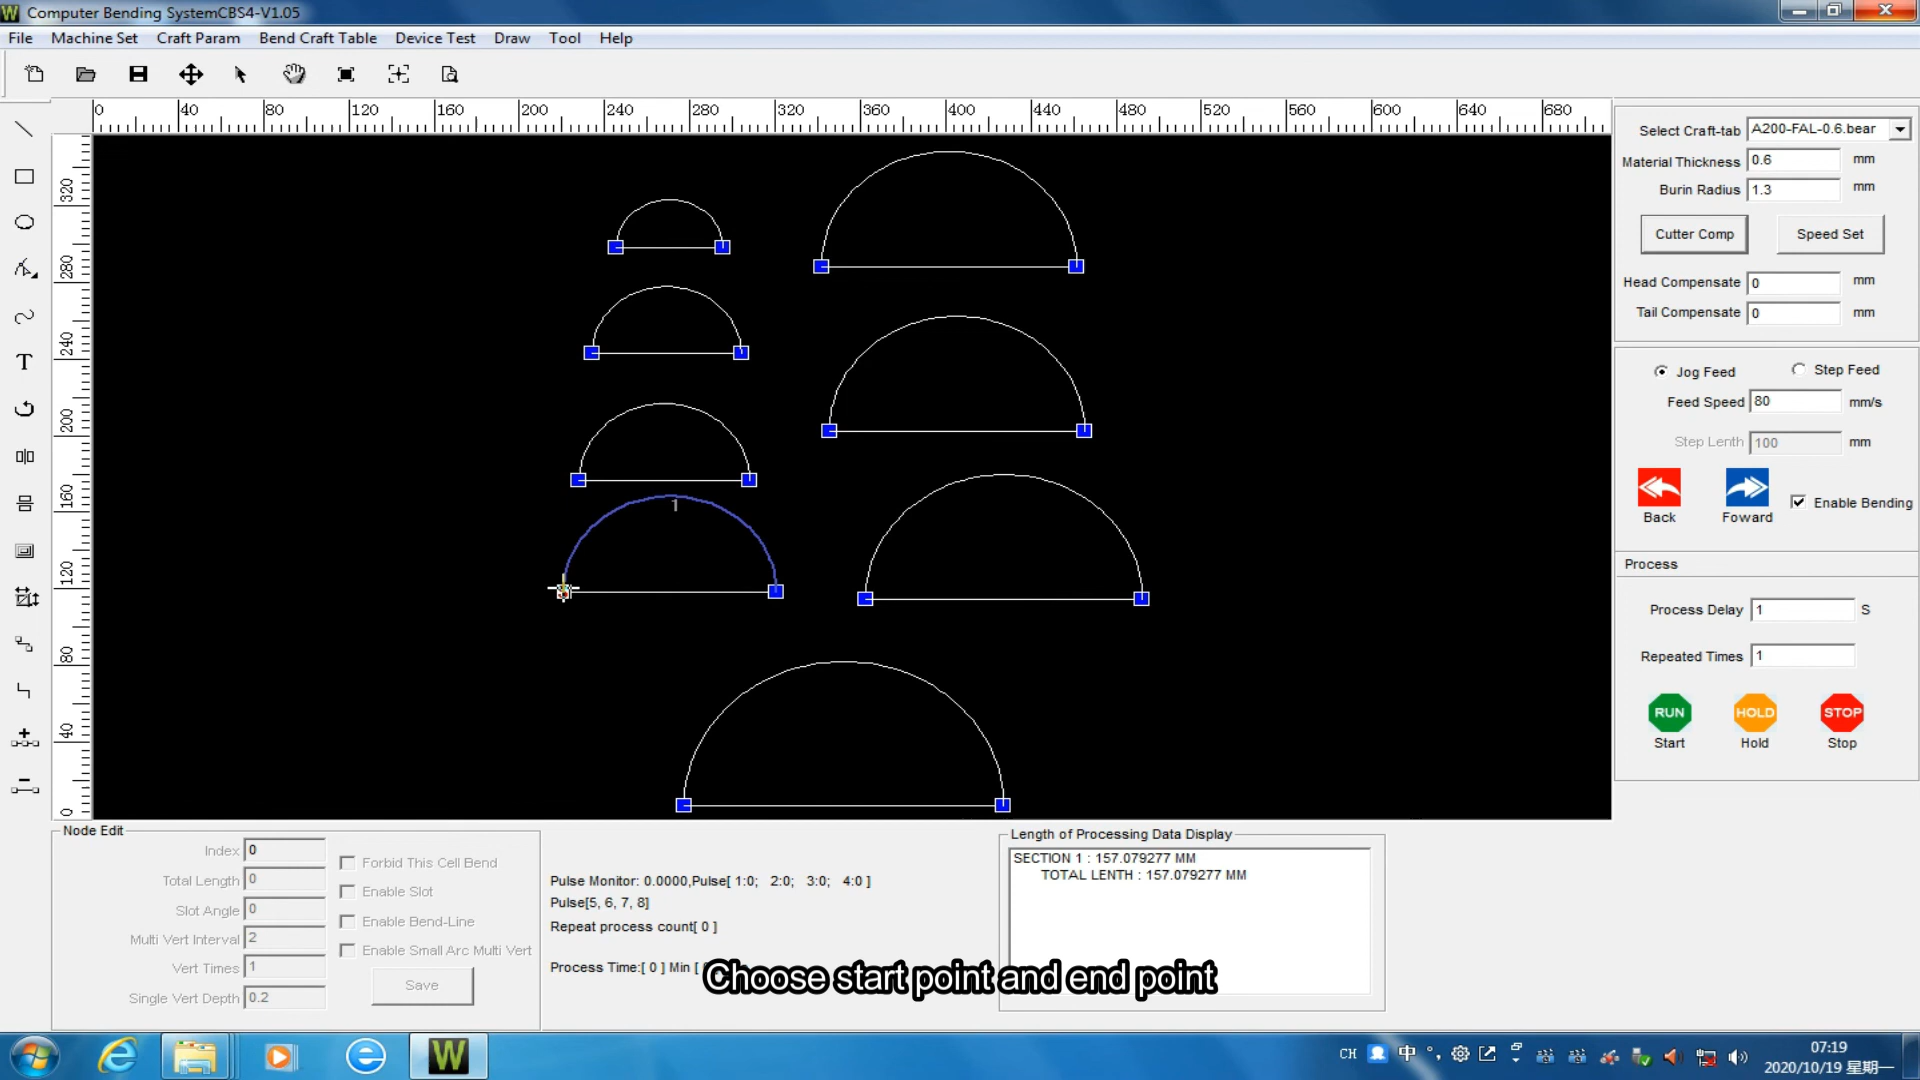 Computer Bending SystemCBS4-V1.05
File Machine Set Craft Param Bend Craft Table Device Test Draw Tool Help
0 40 80 120 160 200 240 280 320 360 400 440 480 520 560 600 640 680
320
280
240
200
160
120
80
40
0
T
1
Select Craft-tab A200-FAL-0.6.bear
Material Thickness 0.6 mm
Burin Radius 1.3 mm
Cutter Comp Speed Set
Head Compensate 0 mm
Tail Compensate 0 mm
Jog Feed Step Feed
Feed Speed 80 mm/s
Step Lenth 100 mm
Back Foward Enable Bending
Process
Process Delay 1 S
Repeated Times 1
RUN HOLD STOP
Start Hold Stop
Node Edit
Index 0
Total Length 0
Slot Angle 0
Multi Vert Interval 2
Vert Times 1
Single Vert Depth 0.2
Forbid This Cell Bend
Enable Slot
Enable Bend-Line
Enable Small Arc Multi Vert
Save
Pulse Monitor: 0.0000,Pulse[ 1:0; 2:0; 3:0; 4:0 ]
Pulse[5, 6, 7, 8]
Repeat process count[ 0 ]
Process Time:[ 0 ] Min [
Length of Processing Data Display
SECTION 1 : 157.079277 MM
TOTAL LENTH : 157.079277 MM
Choose start point and end point
W
CH 中 °,
07:19
2020/10/19 星期一